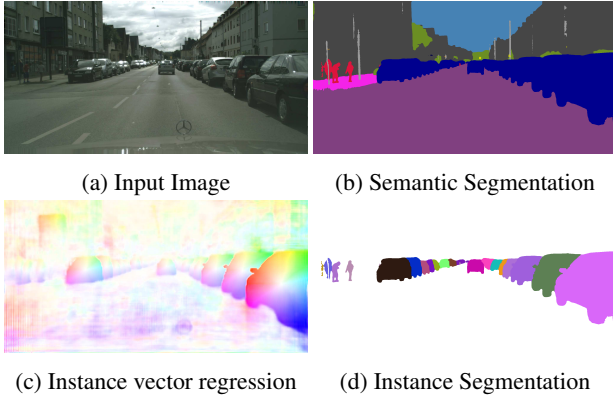 (a) Input Image
(b) Semantic Segmentation
(c) Instance vector regression
(d) Instance Segmentation